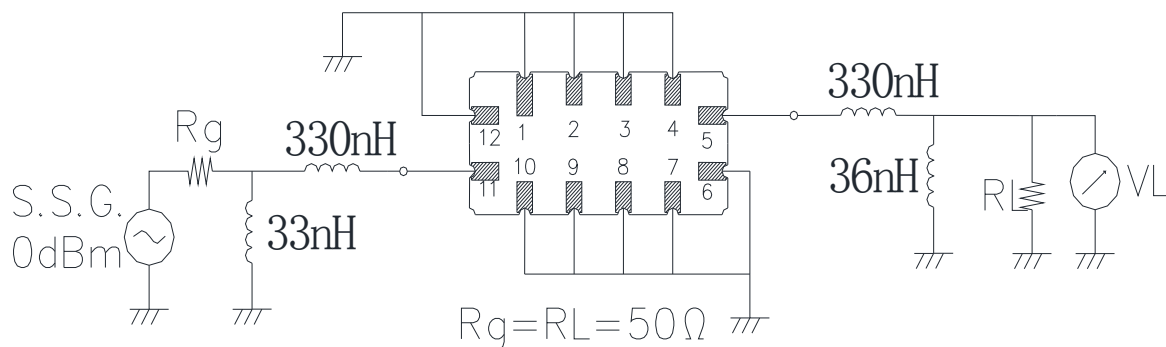 330nH
Rg
330nH
12
1
2
3
4
5
36nH
RL
VL
S.S.G.
0dBm
33nH
11
10
9
8
7
6
Rg=RL=50Ω